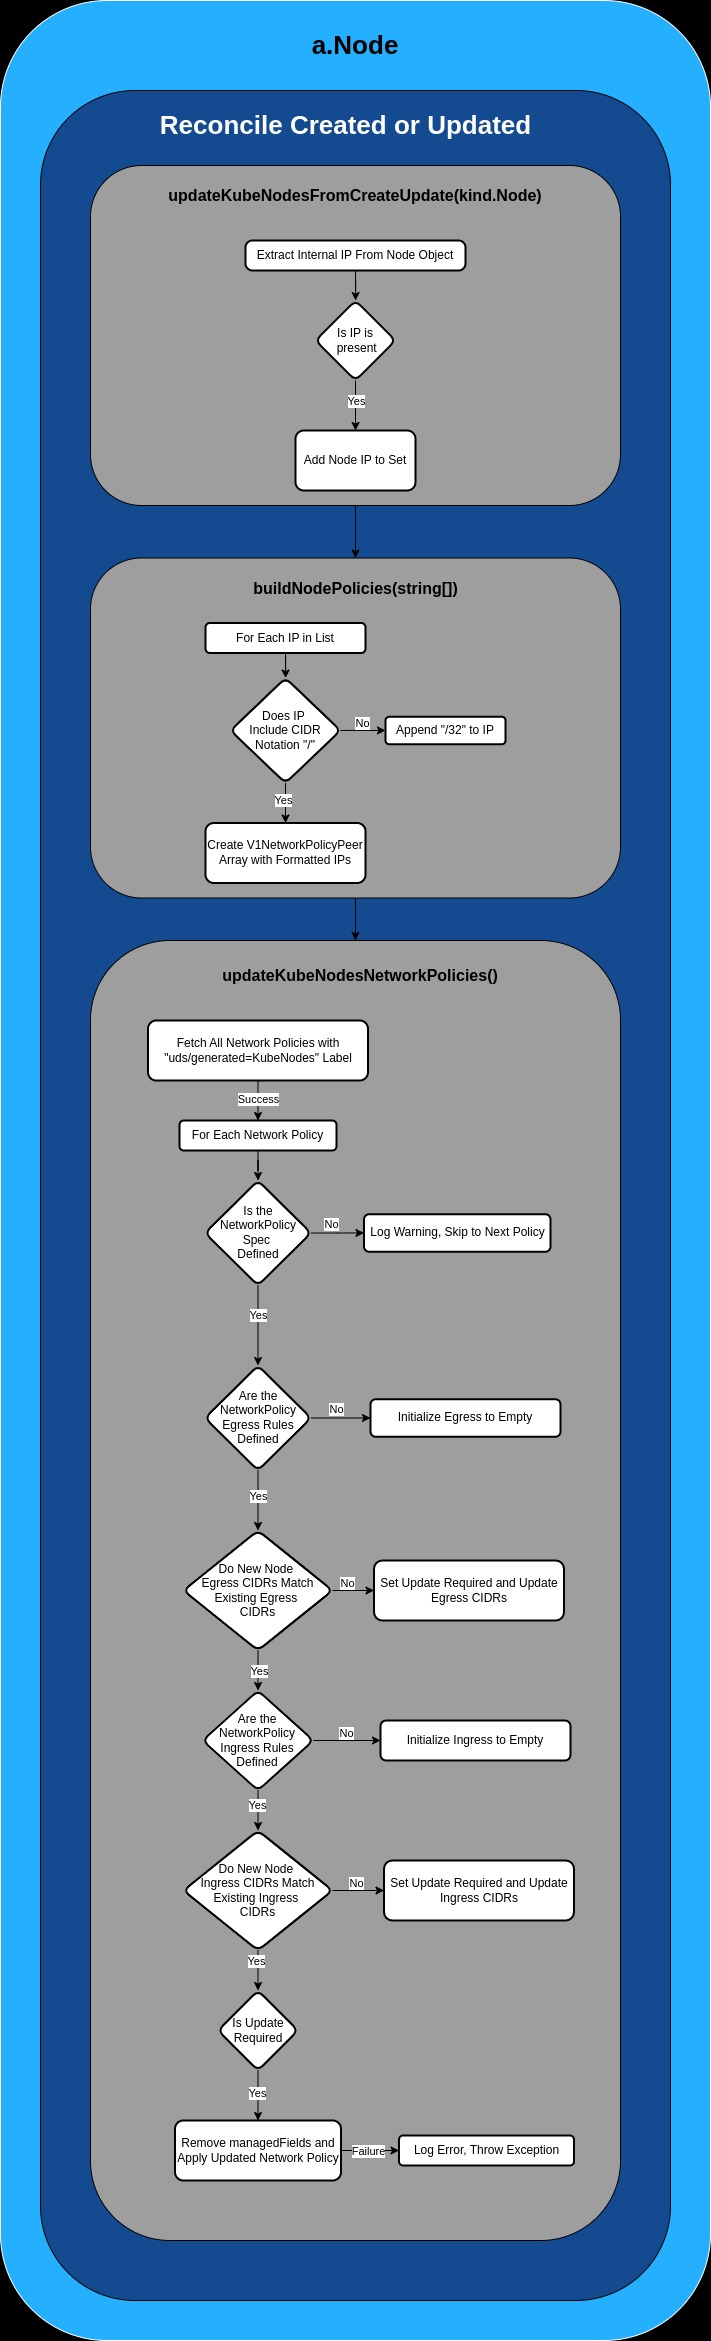 a.Node
Reconcile Created or Updated
updateKubeNodesFromCreateUpdate(kind.Node)
Extract Internal IP From Node Object
Is IP is
present
Yes
Add Node IP to Set
buildNodePolicies(string[])
For Each IP in List
Does IP
Include CIDR
Notation "/"
No
Append "/32" to IP
Yes
Create V1NetworkPolicyPeer
Array with Formatted IPs
updateKubeNodesNetworkPolicies()
Fetch All Network Policies with
"uds/generated=KubeNodes" Label
Success
For Each Network Policy
Is the
NetworkPolicy
Spec
Defined
No
Log Warning, Skip to Next Policy
Yes
Are the
NetworkPolicy
Egress Rules
Defined
No
Initialize Egress to Empty
Yes
Do New Node
Egress CIDRs Match
Existing Egress
CIDRs
No
Set Update Required and Update
Egress CIDRs
Yes
Are the
NetworkPolicy
Ingress Rules
Defined
No
Initialize Ingress to Empty
Yes
Do New Node
Ingress CIDRs Match
Existing Ingress
CIDRs
No
Set Update Required and Update
Ingress CIDRs
Yes
Is Update
Required
Yes
Remove managedFields and
Apply Updated Network Policy
Failure
Log Error, Throw Exception